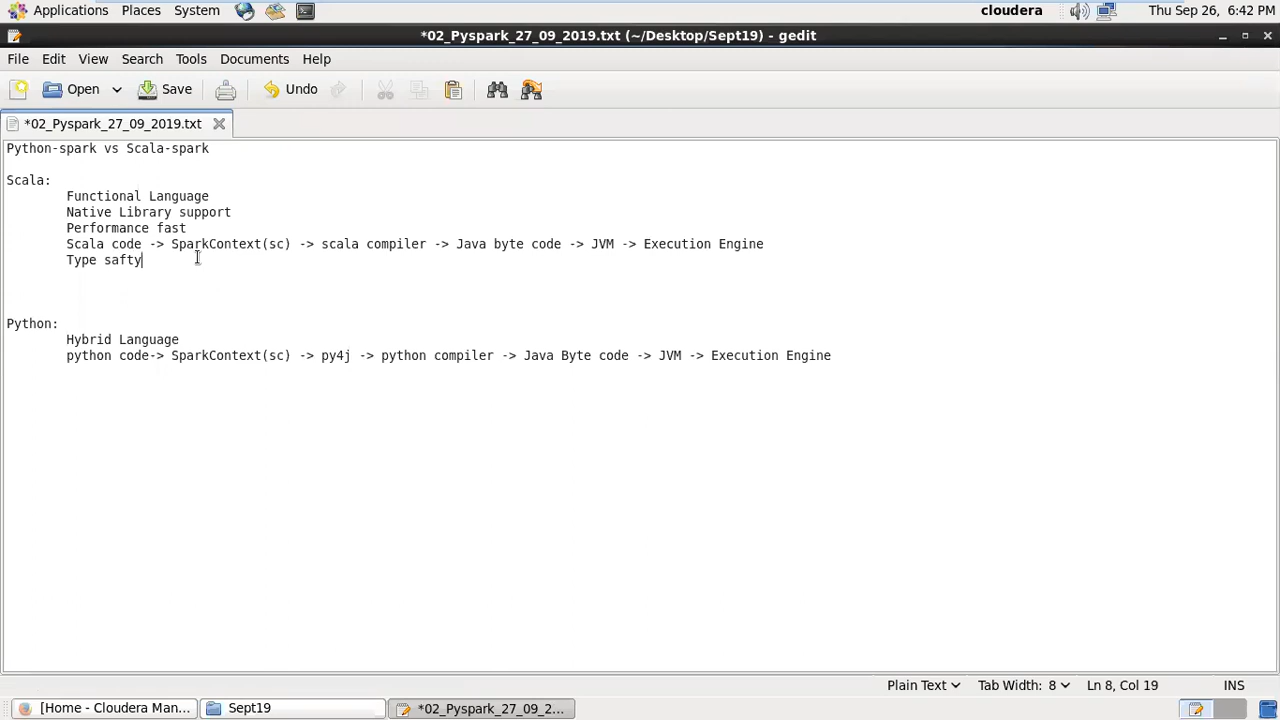 Applications Places System cloudera Thu Sep 26, 6:42 PM
*02_Pyspark_27_09_2019.txt (~/Desktop/Sept19) - gedit
File Edit View Search Tools Documents Help
Open Save Undo
*02_Pyspark_27_09_2019.txt
Python-spark vs Scala-spark
Scala:
Functional Language
Native Library support
Performance fast
Scala code -> SparkContext(sc) -> scala compiler -> Java byte code -> JVM -> Execution Engine
Type safty
Python:
Hybrid Language
python code-> SparkContext(sc) -> py4j -> python compiler -> Java Byte code -> JVM -> Execution Engine
Plain Text Tab Width: 8 Ln 8, Col 19 INS
[Home - Cloudera Man... Sept19 *02_Pyspark_27_09_2...